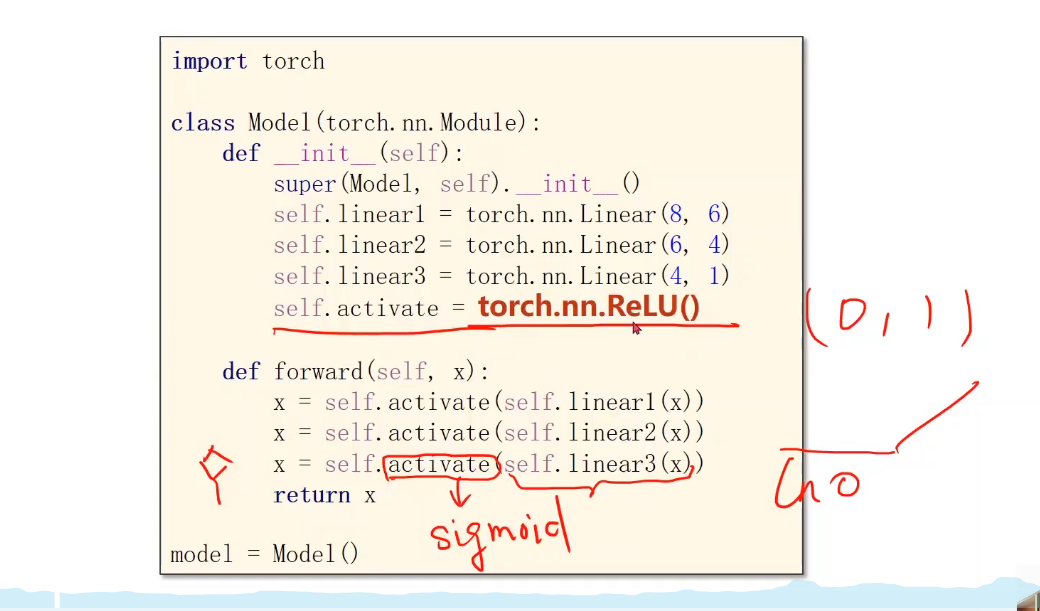 import torch
class Model(torch.nn.Module):
def __init__(self):
super(Model, self).__init__()
self.linear1 = torch.nn.Linear(8, 6)
self.linear2 = torch.nn.Linear(6, 4)
self.linear3 = torch.nn.Linear(4, 1)
self.activate = torch.nn.ReLU()
(0, 1)
def forward(self, x):
x = self.activate(self.linear1(x))
x = self.activate(self.linear2(x))
x = self.activate(self.linear3(x))
return x
sigmoid
model = Model()